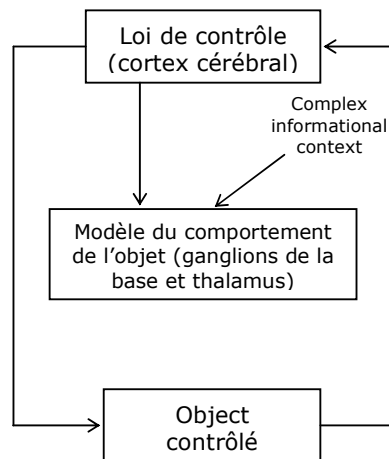 Loi de contrôle
(cortex cérébral)
Complex
informational
context
Modèle du comportement
de l’objet (ganglions de la
base et thalamus)
Object
contrôlé